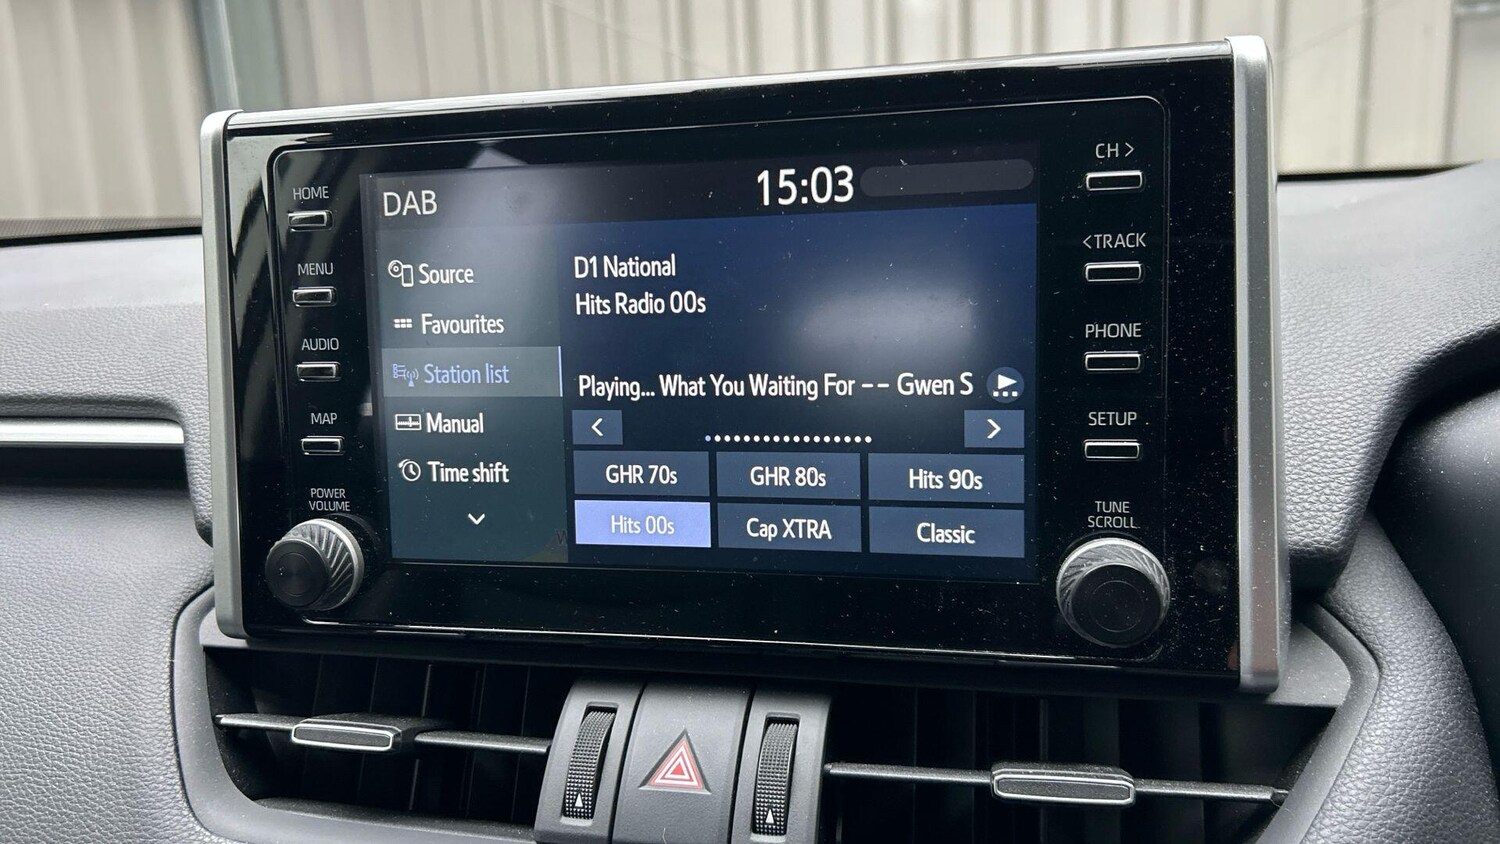 HOME
MENU
AUDIO
MAP
POWER
VOLUME
DAB
15:03
Source
Favourites
Station list
Manual
Time shift
D1 National
Hits Radio 00s
Playing... What You Waiting For -- Gwen S
<
>
GHR 70s
GHR 80s
Hits 90s
Hits 00s
Cap XTRA
Classic
CH >
< TRACK
PHONE
SETUP
TUNE
SCROLL